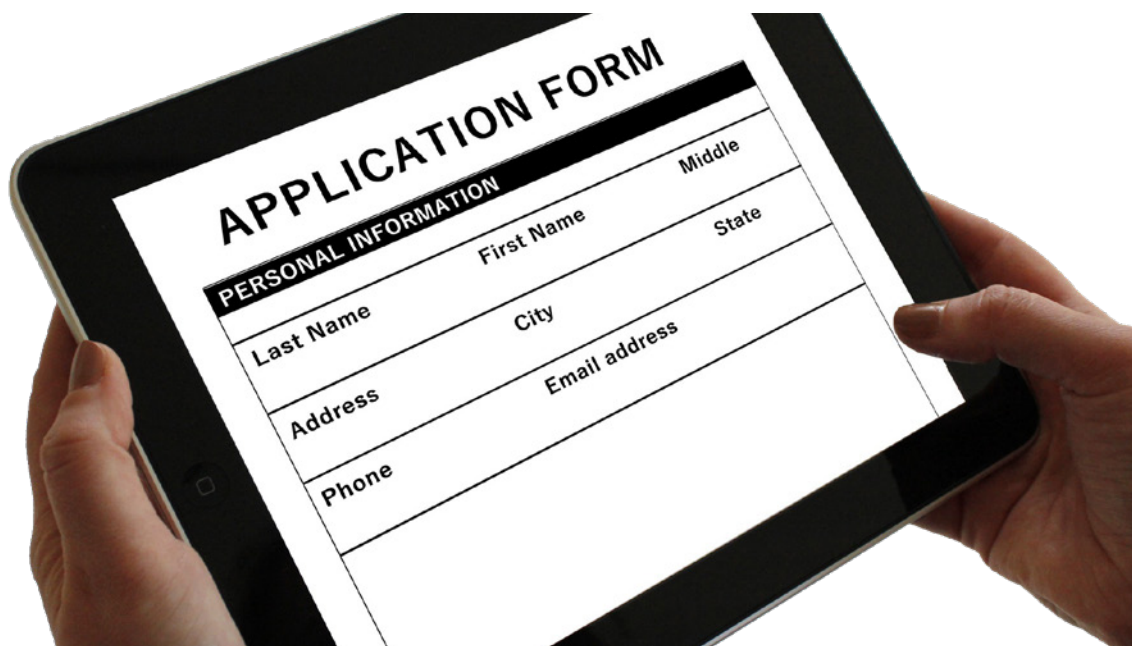 APPLICATION FORM
PERSONAL INFORMATION
Last Name First Name Middle
Address City State
Phone Email address